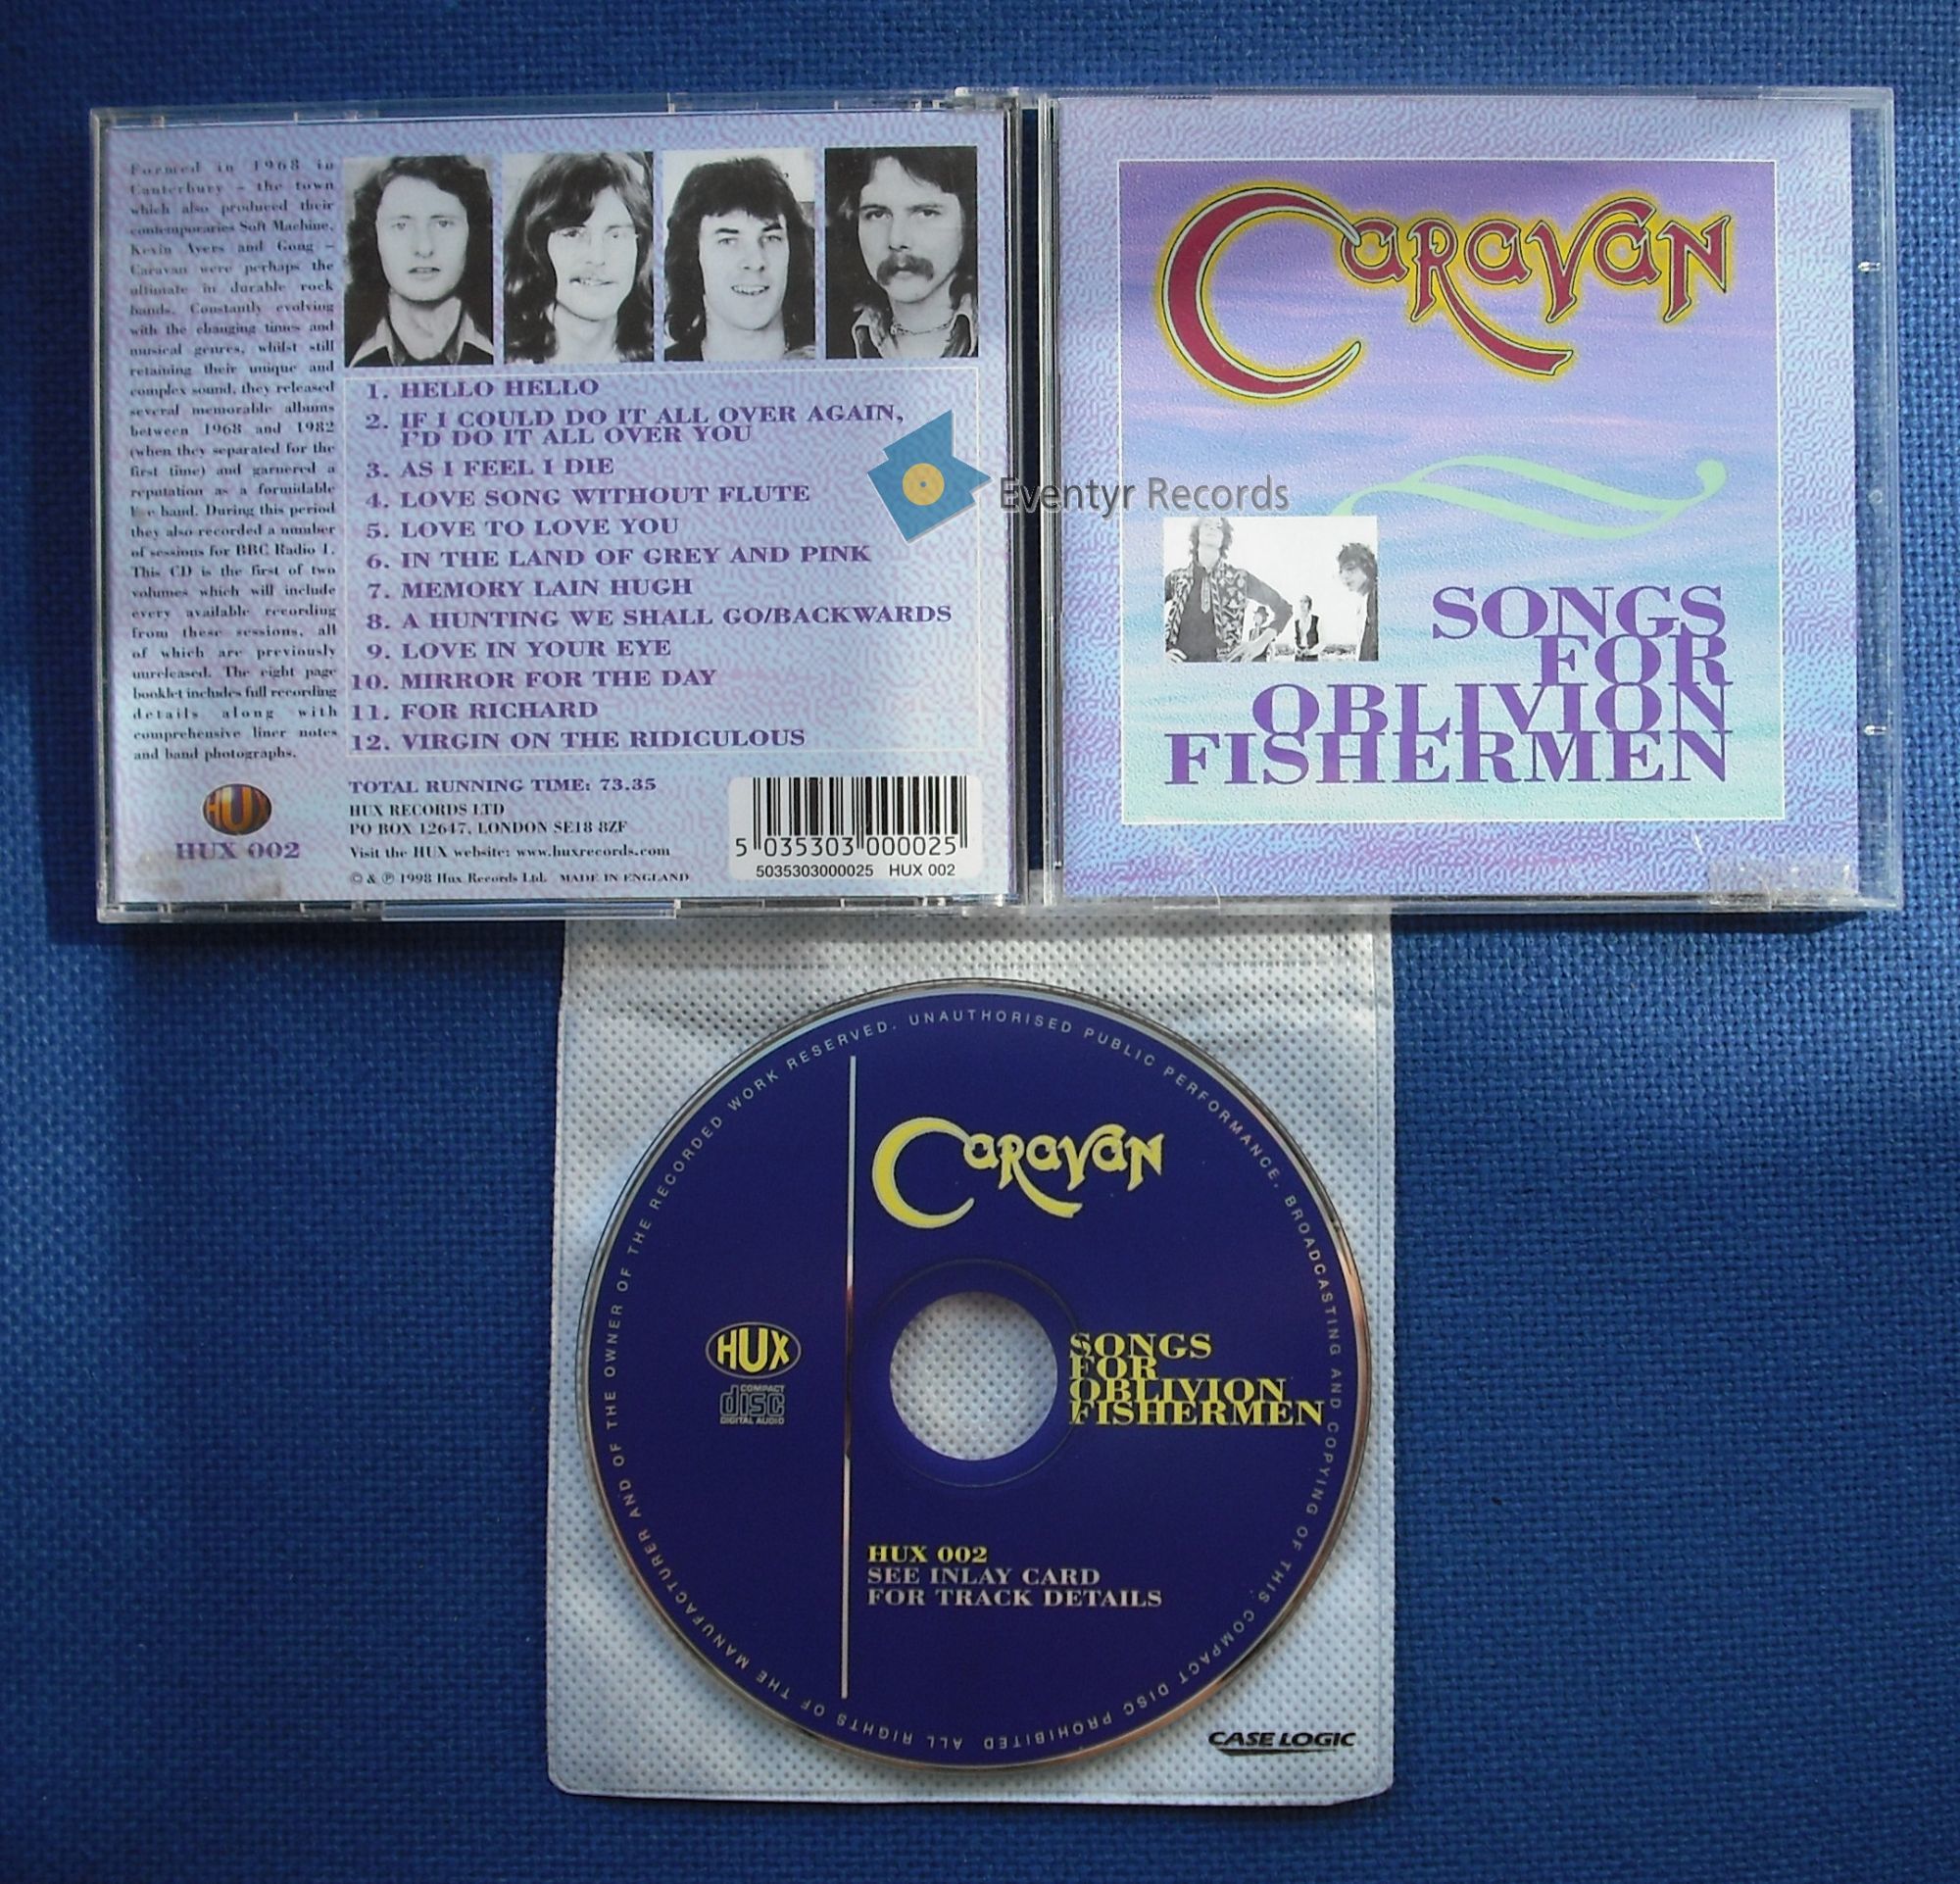 Formed in 1968 in
Canterbury – the town
which also produced their
contemporaries Soft Machine,
Kevin Ayers and Gong –
Caravan were perhaps the
ultimate in durable rock
bands. Constantly evolving
with the changing times and
musical genres, whilst still
retaining their unique and
complex sound, they released
several memorable albums
between 1968 and 1982
(when they separated for the
first time) and garnered a
reputation as a formidable
live band. During this period
they also recorded a number
of sessions for BBC Radio 1.
This CD is the first of two
volumes which will include
every available recording
from these sessions, all
of which are previously
unreleased. The eight page
booklet includes full recording
details along with
comprehensive liner notes
and band photographs.
HUX
HUX 002
1. HELLO HELLO
2. IF I COULD DO IT ALL OVER AGAIN,
I'D DO IT ALL OVER YOU
3. AS I FEEL I DIE
4. LOVE SONG WITHOUT FLUTE
5. LOVE TO LOVE YOU
6. IN THE LAND OF GREY AND PINK
7. MEMORY LAIN HUGH
8. A HUNTING WE SHALL GO/BACKWARDS
9. LOVE IN YOUR EYE
10. MIRROR FOR THE DAY
11. FOR RICHARD
12. VIRGIN ON THE RIDICULOUS
TOTAL RUNNING TIME: 73.35
HUX RECORDS LTD
PO BOX 12647, LONDON SE18 8ZF
Visit the HUX website: www.huxrecords.com
© & ℗ 1998 Hux Records Ltd. MADE IN ENGLAND
5 035303 000025
5035303000025 HUX 002
Eventyr Records
Caravan
SONGS
FOR
OBLIVION
FISHERMEN
ALL RIGHTS OF THE MANUFACTURER AND OF THE OWNER OF THE RECORDED WORK RESERVED. UNAUTHORISED PUBLIC PERFORMANCE, BROADCASTING AND COPYING OF THIS COMPACT DISC PROHIBITED
Caravan
HUX
COMPACT
disc
DIGITAL AUDIO
SONGS
FOR
OBLIVION
FISHERMEN
HUX 002
SEE INLAY CARD
FOR TRACK DETAILS
CASE LOGIC